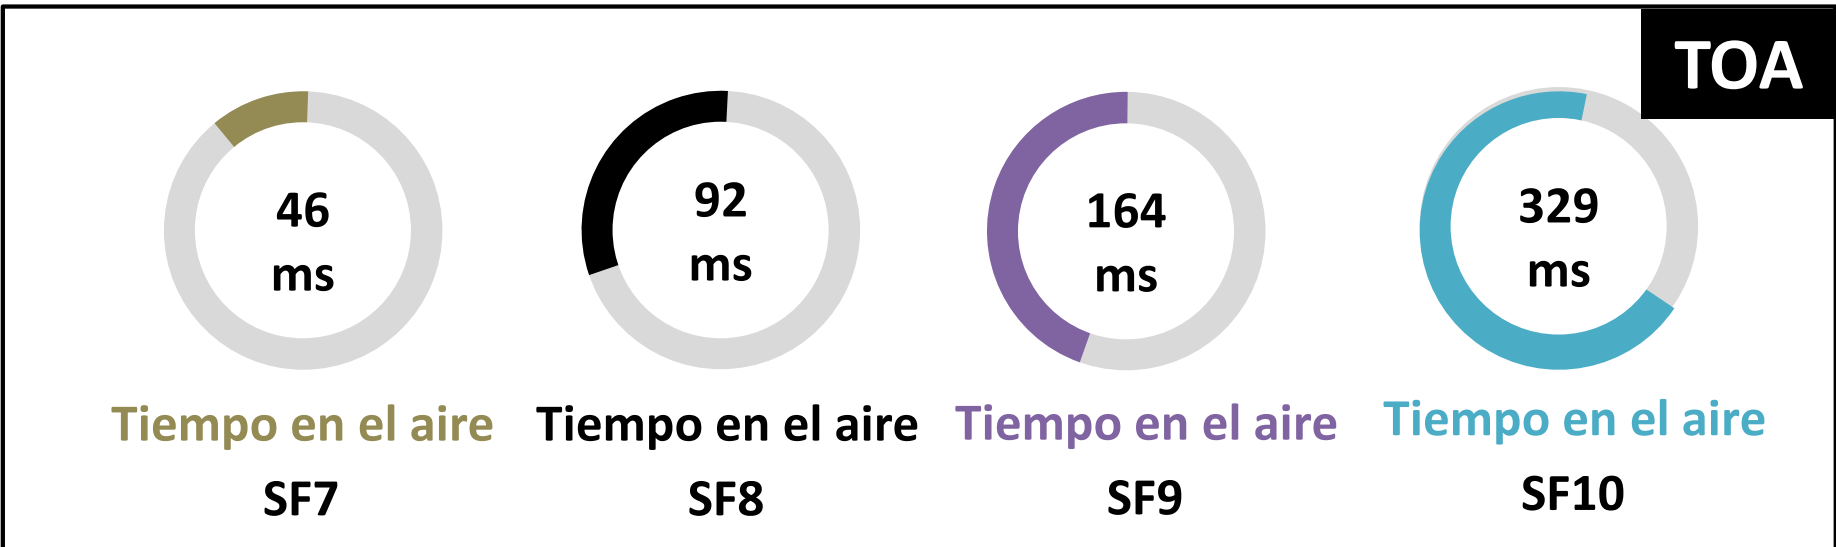 TOA
46
ms
92
ms
164
ms
329
ms
Tiempo en el aire
SF7
Tiempo en el aire
SF8
Tiempo en el aire
SF9
Tiempo en el aire
SF10